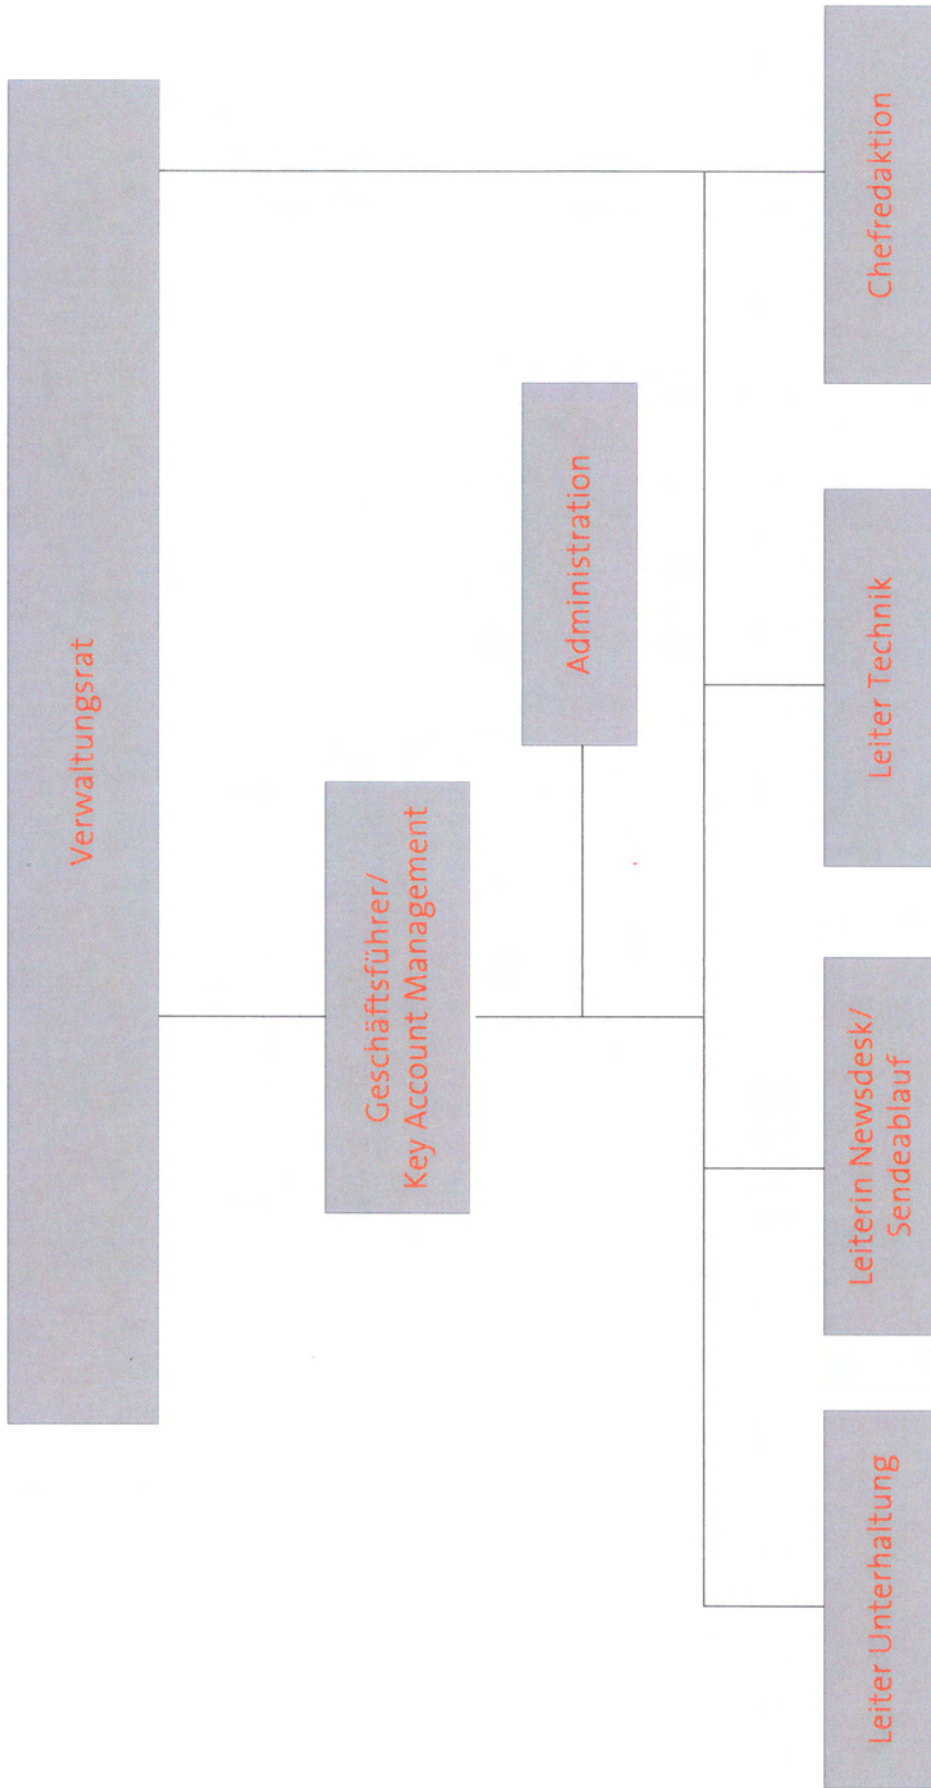 Verwaltungsrat
Geschäftsführer/
Key Account Management
Administration
Leiter Unterhaltung
Leiterin Newsdesk/
Sendeablauf
Leiter Technik
Chefredaktion